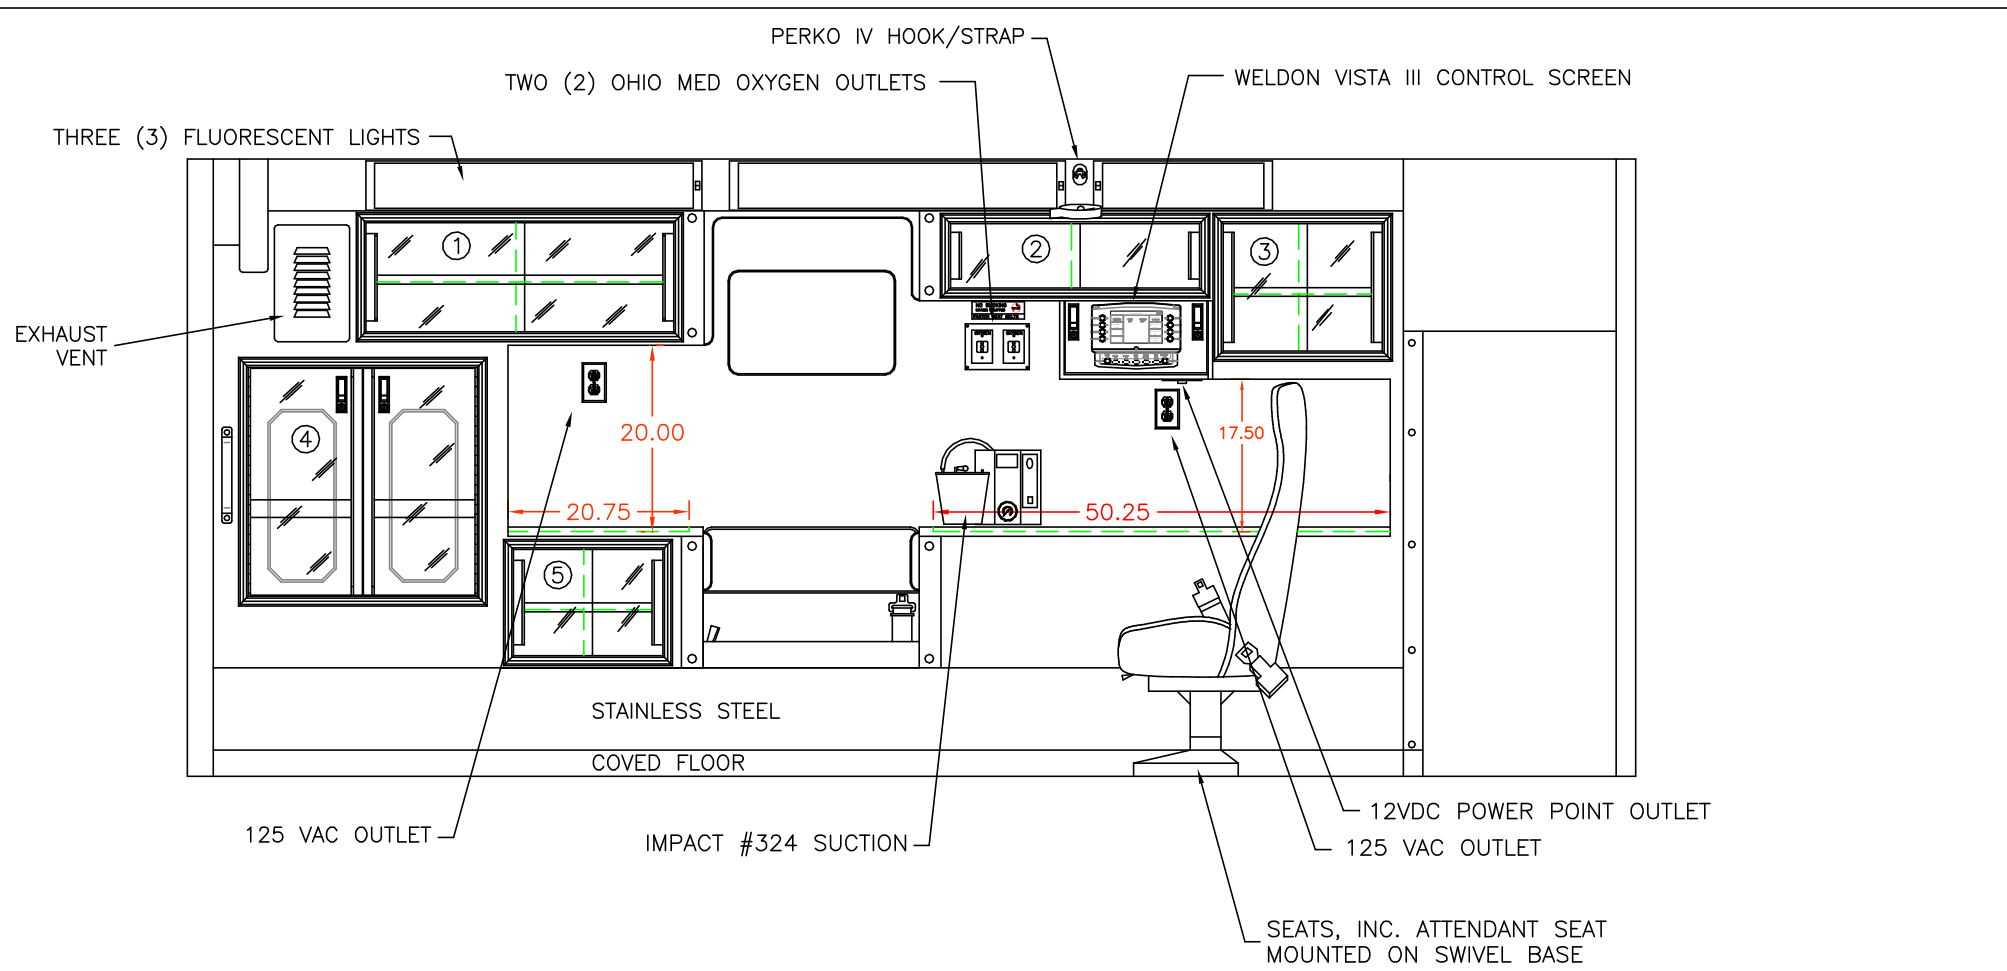 PERKO IV HOOK/STRAP
TWO (2) OHIO MED OXYGEN OUTLETS
WELDON VISTA III CONTROL SCREEN
THREE (3) FLUORESCENT LIGHTS
1
2
3
NO SMOKING
EXHAUST
VENT
20.00
17.50
4
20.75
50.25
5
STAINLESS STEEL
COVED FLOOR
12VDC POWER POINT OUTLET
125 VAC OUTLET
IMPACT #324 SUCTION
125 VAC OUTLET
SEATS, INC. ATTENDANT SEAT
MOUNTED ON SWIVEL BASE